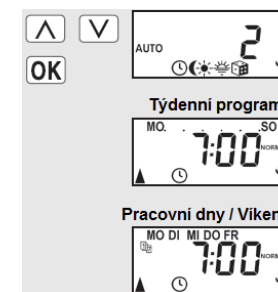 OK
AUTO 2
Týdenní program
MO. . . . . . .SO
7:00
NORM
Pracovní dny /
MO DI MI DO FR
7:00
NORM